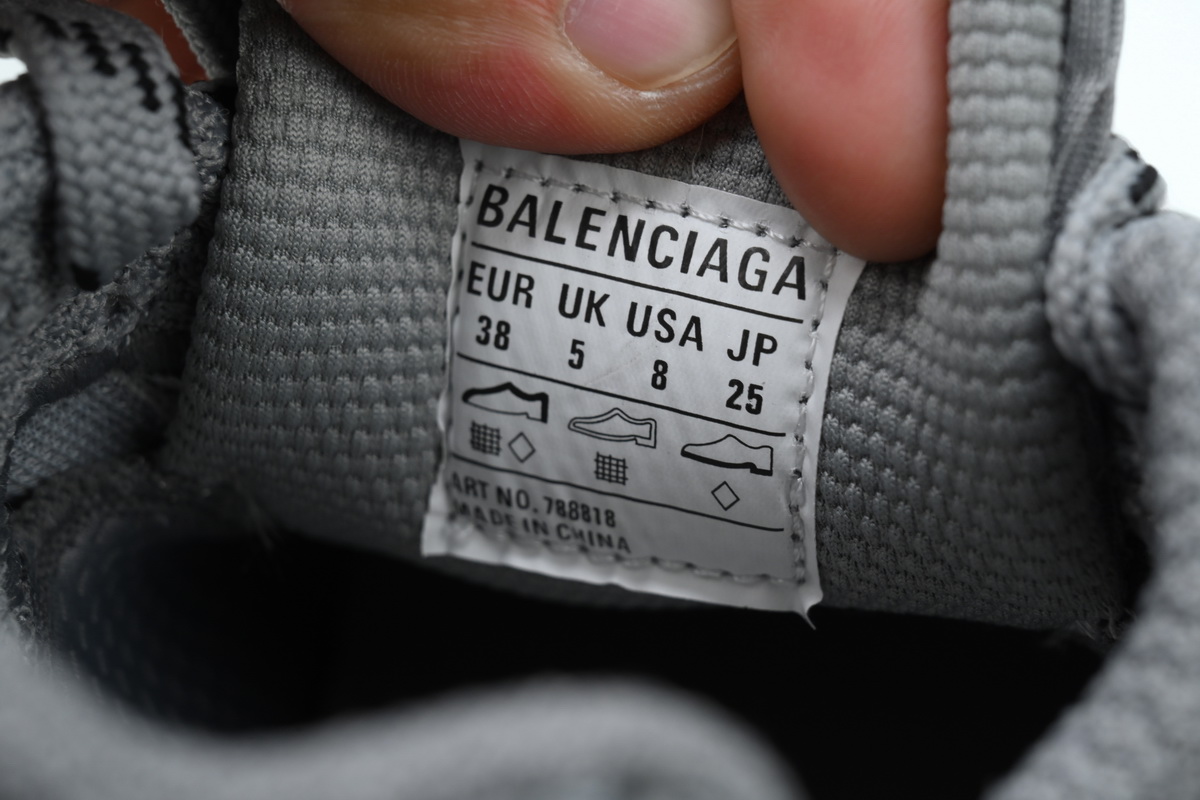 BALENCIAGA
EUR UK USA JP
38 5 8 25
ART NO. 788818
MADE IN CHINA